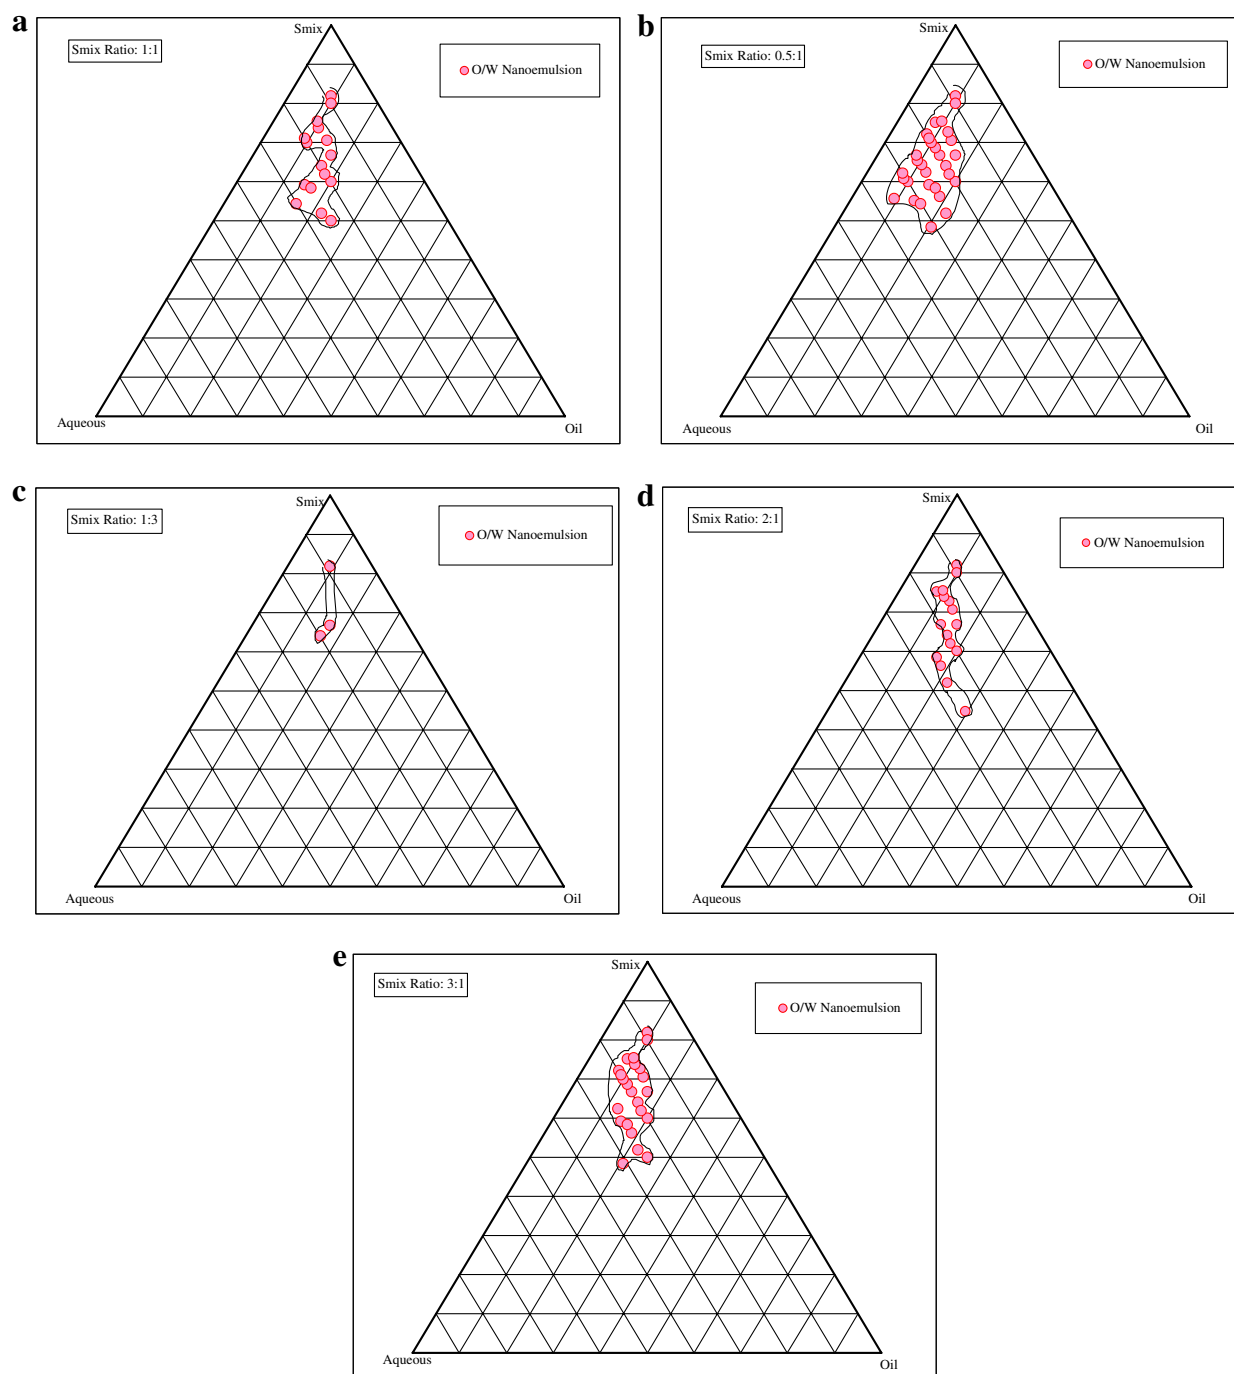 a
Smix
Smix Ratio: 1:1
O/W Nanoemulsion
Aqueous
Oil
b
Smix
Smix Ratio: 0.5:1
O/W Nanoemulsion
Aqueous
Oil
c
Smix
Smix Ratio: 1:3
O/W Nanoemulsion
Aqueous
Oil
d
Smix
Smix Ratio: 2:1
O/W Nanoemulsion
Aqueous
Oil
e
Smix
Smix Ratio: 3:1
O/W Nanoemulsion
Aqueous
Oil